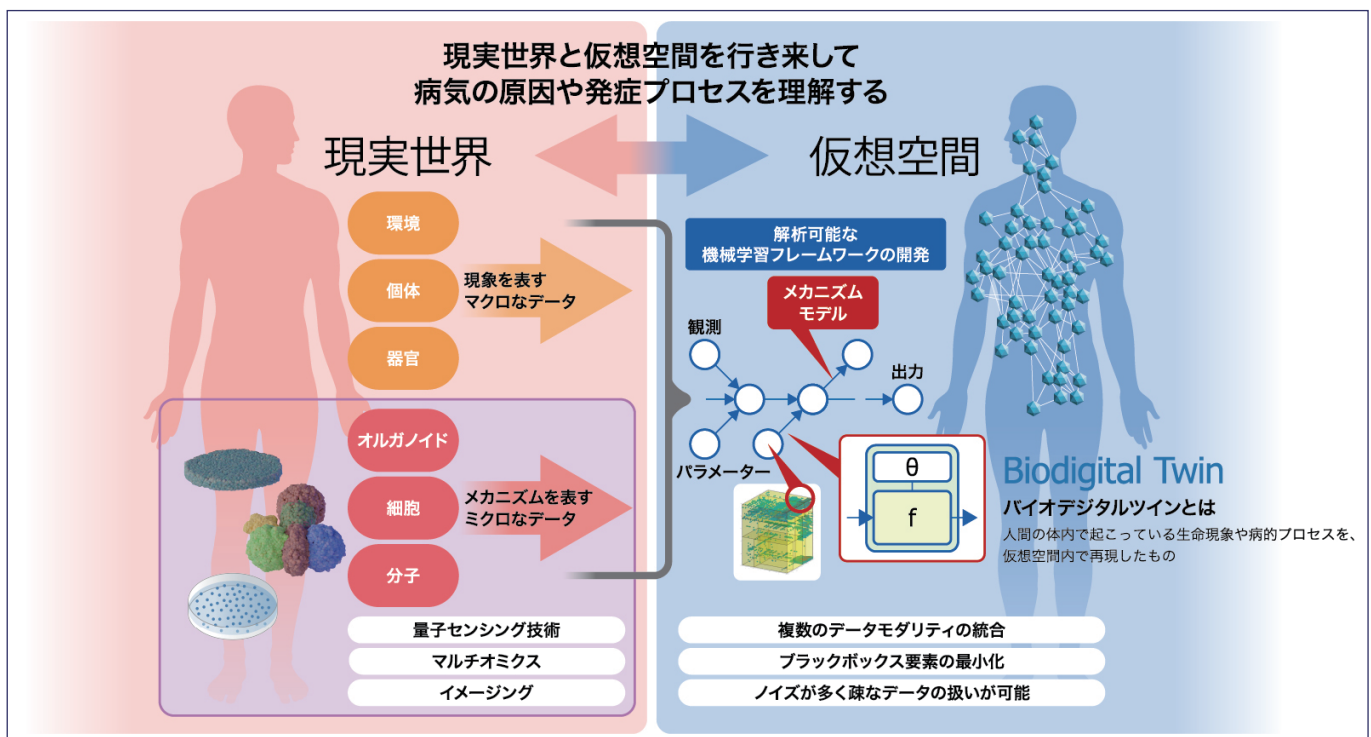 現実世界と仮想空間を行き来して
病気の原因や発症プロセスを理解する
現実世界
環境
個体
器官
現象を表す
マクロなデータ
オルガノイド
細胞
分子
メカニズムを表す
ミクロなデータ
量子センシング技術
マルチオミクス
イメージング
仮想空間
解析可能な
機械学習フレームワークの開発
メカニズム
モデル
観測
出力
パラメーター
θ
f
Biodigital Twin
バイオデジタルツインとは
人間の体内で起こっている生命現象や病的プロセスを、
仮想空間内で再現したもの
複数のデータモダリティの統合
ブラックボックス要素の最小化
ノイズが多く疎なデータの扱いが可能